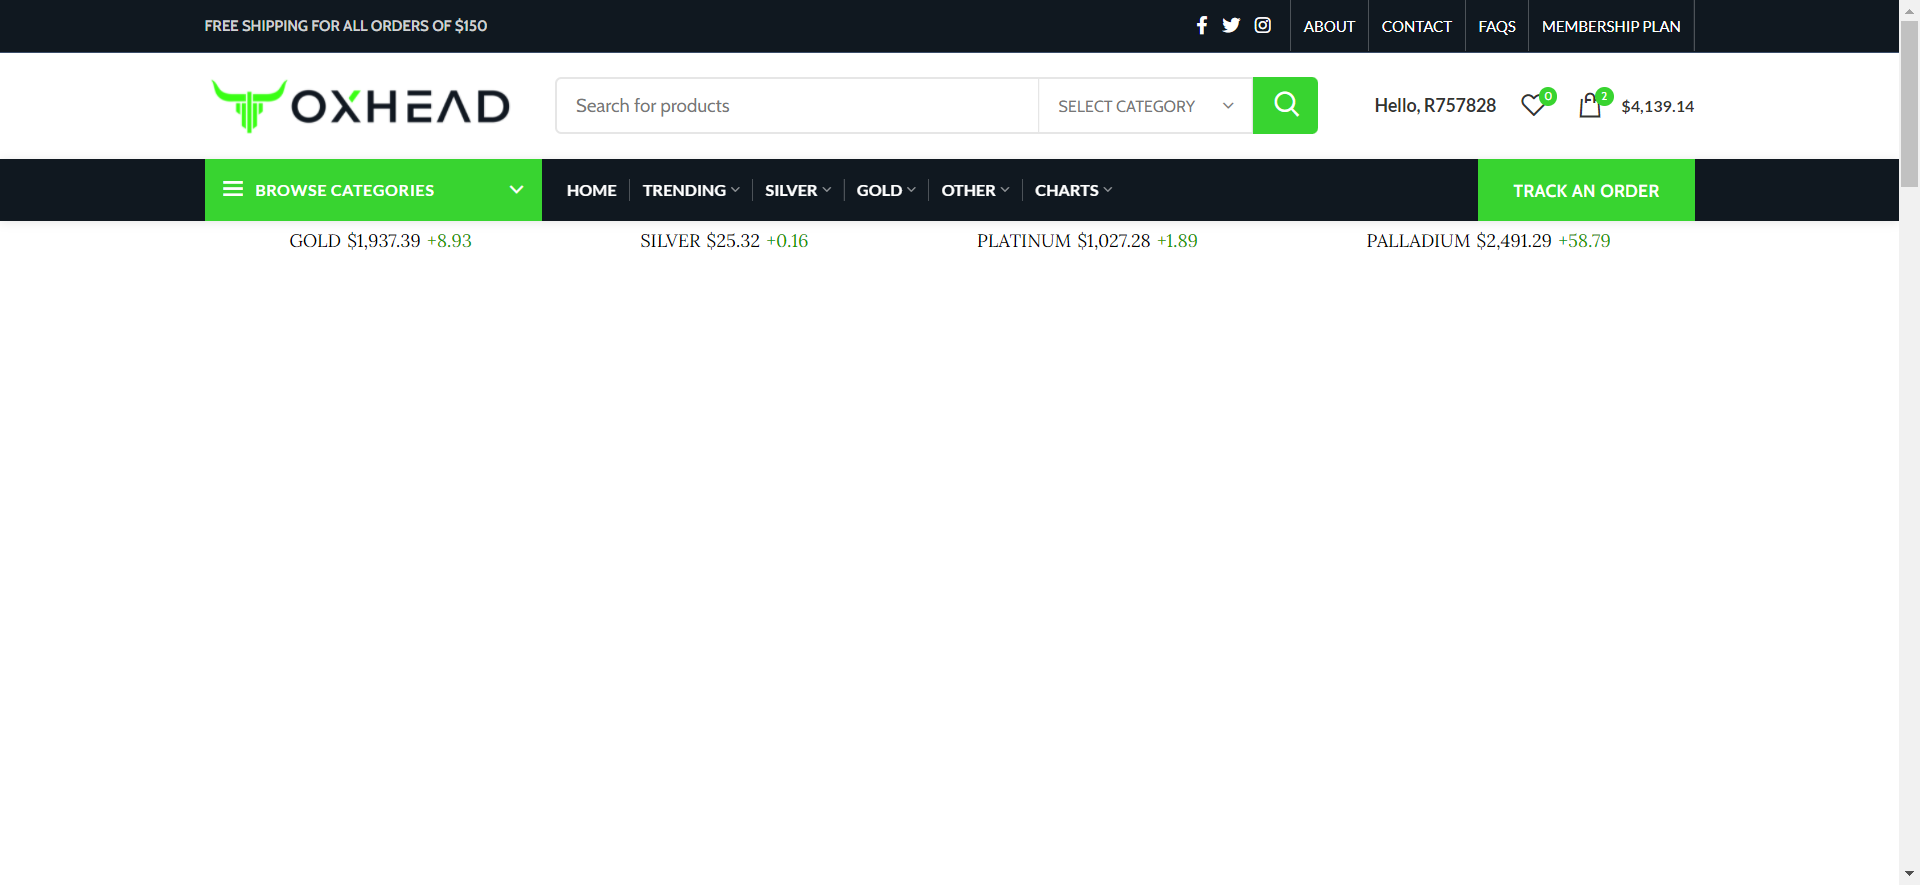 FREE SHIPPING FOR ALL ORDERS OF $150
ABOUT
CONTACT
FAQS
MEMBERSHIP PLAN
OXHEAD
Search for products
SELECT CATEGORY
Hello, R757828
0
2
$4,139.14
BROWSE CATEGORIES
HOME
TRENDING
SILVER
GOLD
OTHER
CHARTS
TRACK AN ORDER
GOLD $1,937.39 +8.93
SILVER $25.32 +0.16
PLATINUM $1,027.28 +1.89
PALLADIUM $2,491.29 +58.79